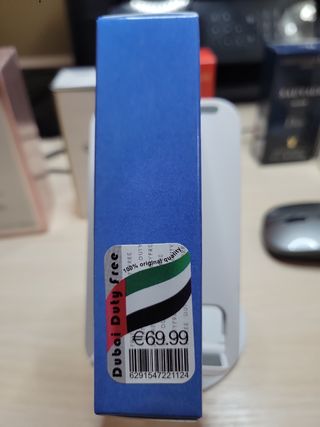 Dubai Duty Free
100% original quality
€69.99
6291547221124